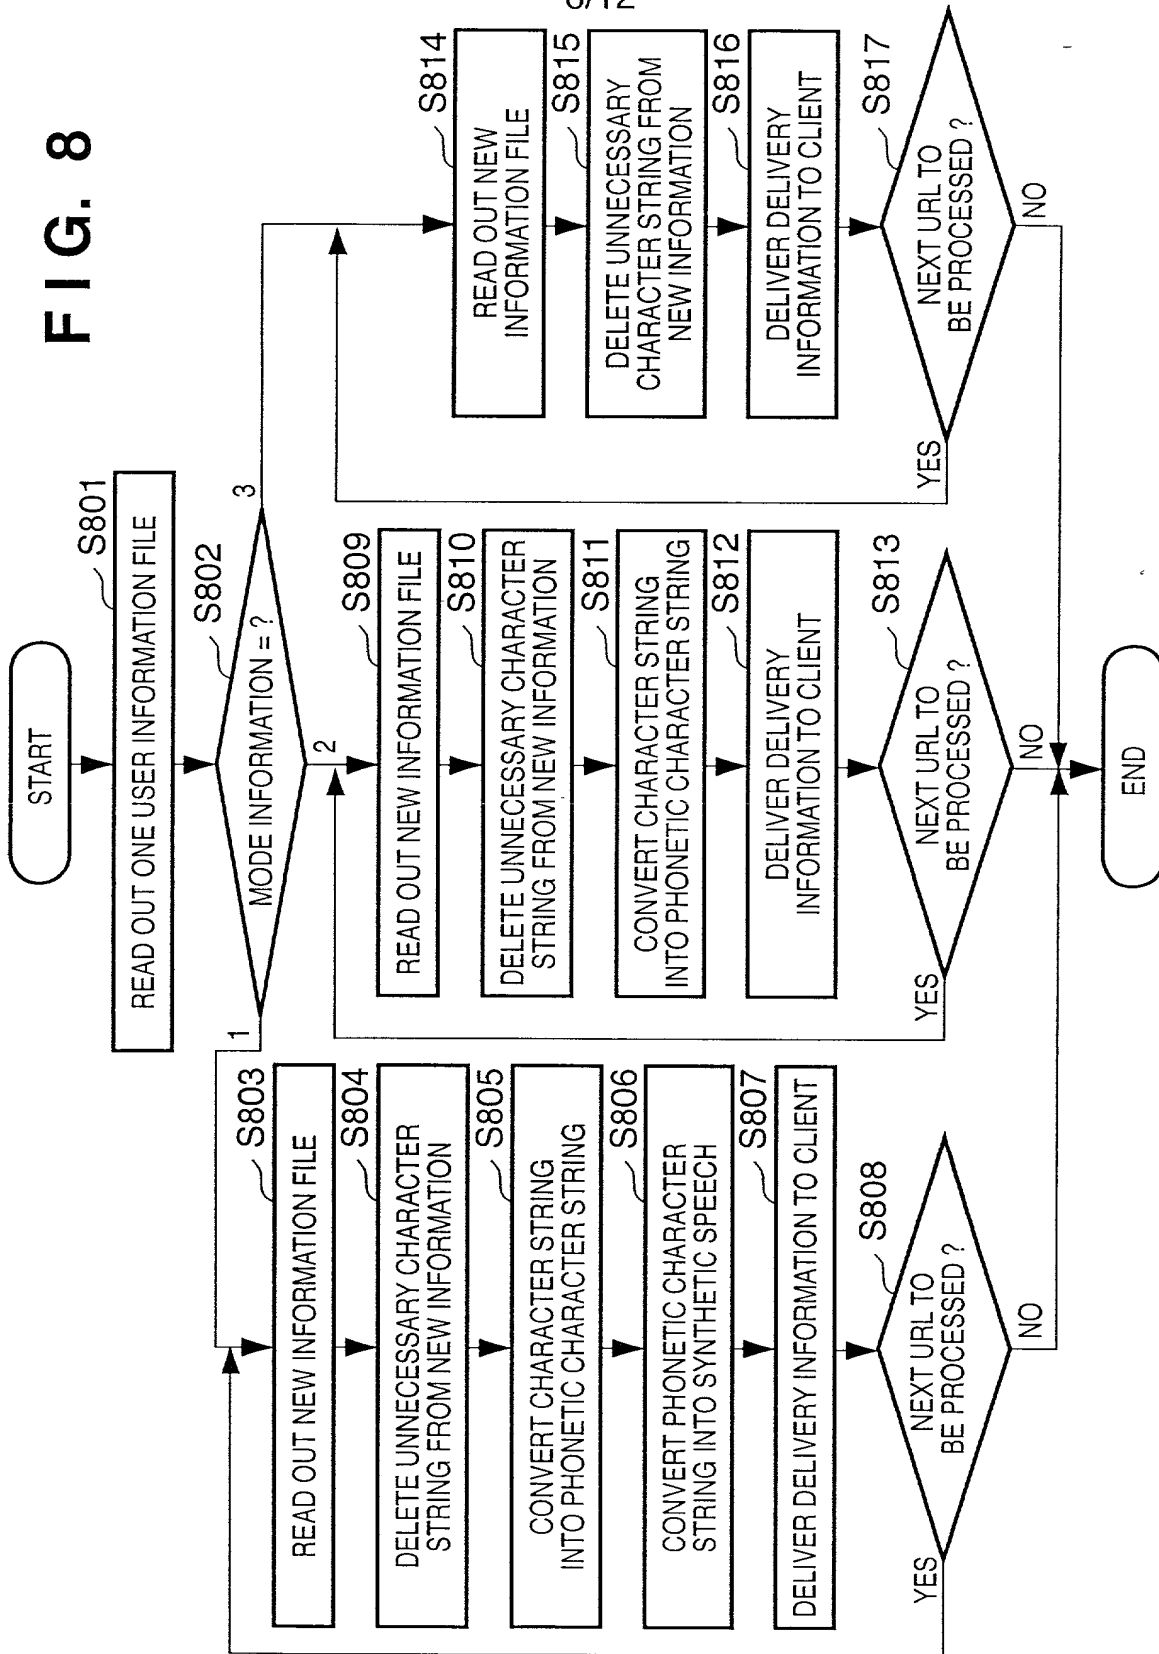 8/12
FIG. 8
START
S801
READ OUT ONE USER INFORMATION FILE
S802
MODE INFORMATION = ?
1
2
3
S803
READ OUT NEW INFORMATION FILE
S804
DELETE UNNECESSARY CHARACTER
STRING FROM NEW INFORMATION
S805
CONVERT CHARACTER STRING
INTO PHONETIC CHARACTER STRING
S806
CONVERT PHONETIC CHARACTER
STRING INTO SYNTHETIC SPEECH
S807
DELIVER DELIVERY INFORMATION TO CLIENT
S808
NEXT URL TO
BE PROCESSED ?
YES
NO
S809
READ OUT NEW INFORMATION FILE
S810
DELETE UNNECESSARY CHARACTER
STRING FROM NEW INFORMATION
S811
CONVERT CHARACTER STRING
INTO PHONETIC CHARACTER STRING
S812
DELIVER DELIVERY
INFORMATION TO CLIENT
S813
NEXT URL TO
BE PROCESSED ?
YES
NO
S814
READ OUT NEW
INFORMATION FILE
S815
DELETE UNNECESSARY
CHARACTER STRING FROM
NEW INFORMATION
S816
DELIVER DELIVERY
INFORMATION TO CLIENT
S817
NEXT URL TO
BE PROCESSED ?
YES
NO
END